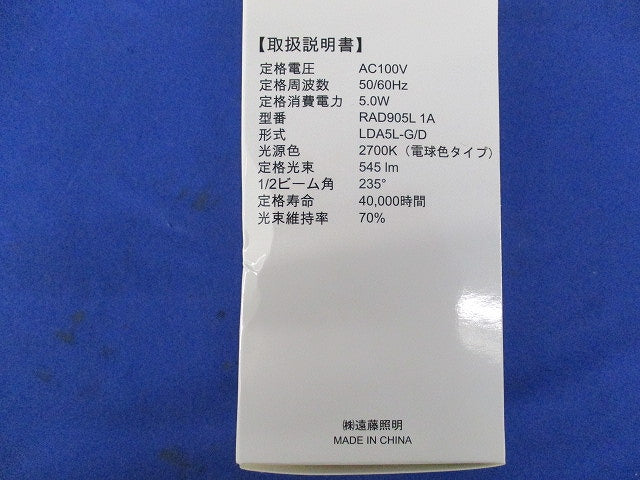 【取扱説明書】
定格電圧 AC100V
定格周波数 50/60Hz
定格消費電力 5.0W
型番 RAD905L 1A
形式 LDA5L-G/D
光源色 2700K（電球色タイプ）
定格光束 545 lm
1/2ビーム角 235°
定格寿命 40,000時間
光束維持率 70%
㈱遠藤照明
MADE IN CHINA